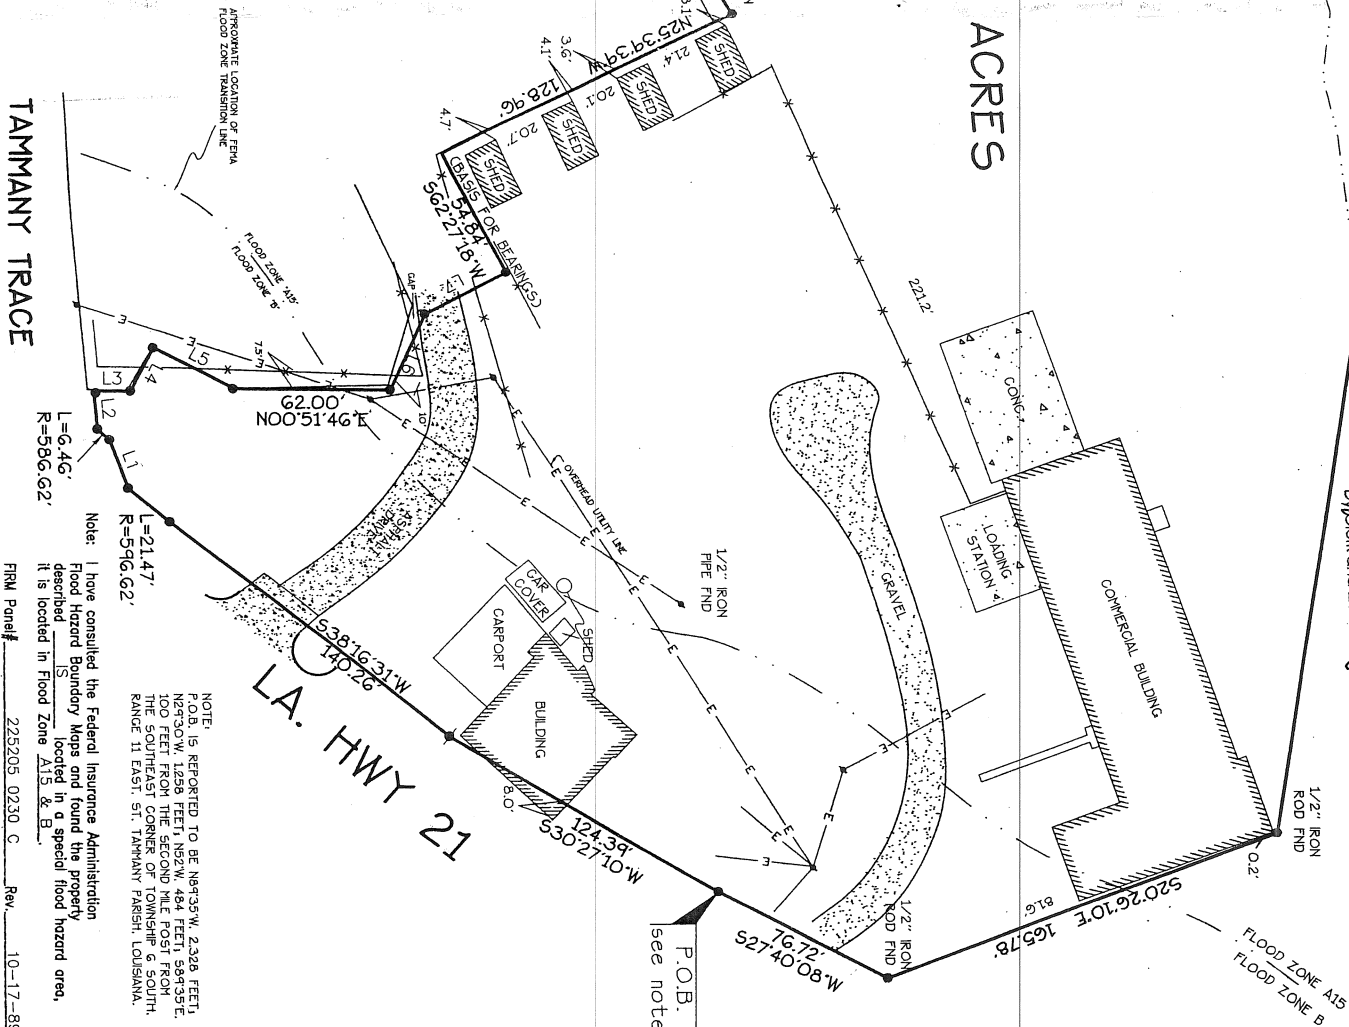 ACRES
N25°39'39"W
128.96'
3.6'
4.1'
4.7'
21.4'
20.1'
20.7'
SHED
SHED
SHED
SHED
(BASIS FOR BEARINGS)
54.84'
S62°27'18"W
APPROXIMATE LOCATION OF FEMA
FLOOD ZONE TRANSITION LINE
FLOOD ZONE "A15"
FLOOD ZONE "B"
TAMMANY TRACE
GAP
L7
L6
10'
7.5'
L5
L4
L3
L2
L1
62.00'
N00°51'46"E
L=6.46'
R=586.62'
L=21.47'
R=596.62'
ASPHALT
DRIVE
OVERHEAD UTILITY LINE
221.2'
CONC.
LOADING
STATION
COMMERCIAL BUILDING
GRAVEL
1/2" IRON
PIPE FND
CAR
COVER
SHED
CARPORT
BUILDING
8.0'
S38°16'31"W
140.26'
LA. HWY 21
124.39'
S30°27'10"W
76.72'
S27°40'08"W
P.O.B.
(see note
1/2" IRON
ROD FND
1/2" IRON
ROD FND
0.2'
81.6'
S20°26'10"E
165.78'
FLOOD ZONE A15
FLOOD ZONE B
NOTE:
P.O.B. IS REPORTED TO BE N89°35'W, 2,328 FEET;
N29°30'W, 1,258 FEET; N52°W, 484 FEET; S89°35'E,
100 FEET FROM THE SECOND MILE POST FROM
THE SOUTHEAST CORNER OF TOWNSHIP 6 SOUTH,
RANGE 11 EAST, ST. TAMMANY PARISH, LOUISIANA.
Note: I have consulted the Federal Insurance Administration
Flood Hazard Boundary Maps and found the property
described IS located in a special flood hazard area,
it is located in Flood Zone A15 & B.
FIRM Panel# 225205 0230 C Rev. 10-17-89